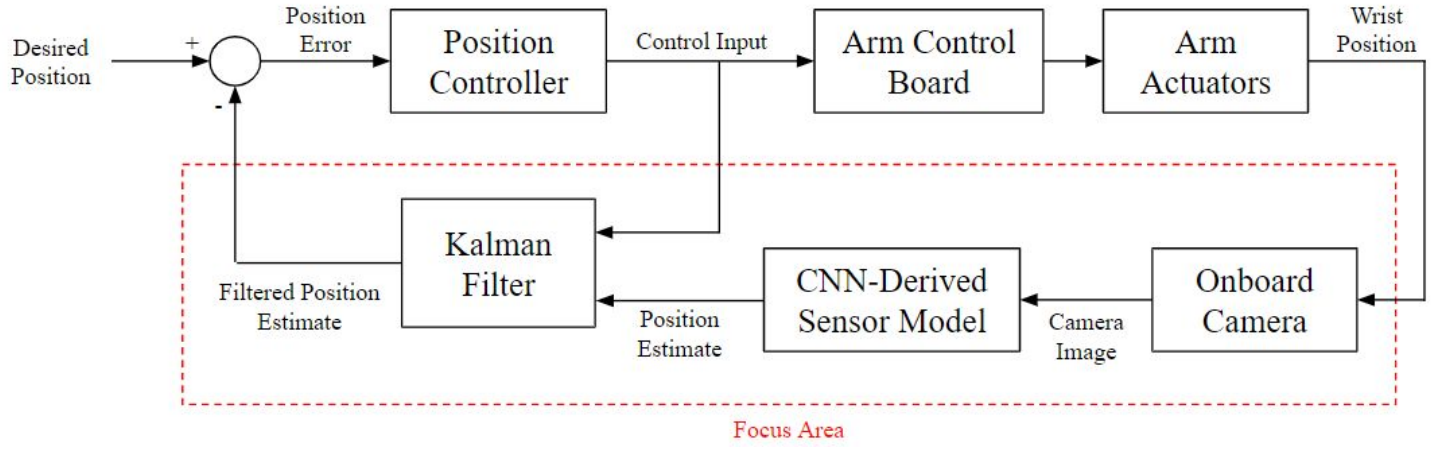 Desired
Position
+
-
Position
Error
Position
Controller
Control Input
Arm Control
Board
Arm
Actuators
Wrist
Position
Kalman
Filter
Filtered Position
Estimate
Position
Estimate
CNN-Derived
Sensor Model
Camera
Image
Onboard
Camera
Focus Area